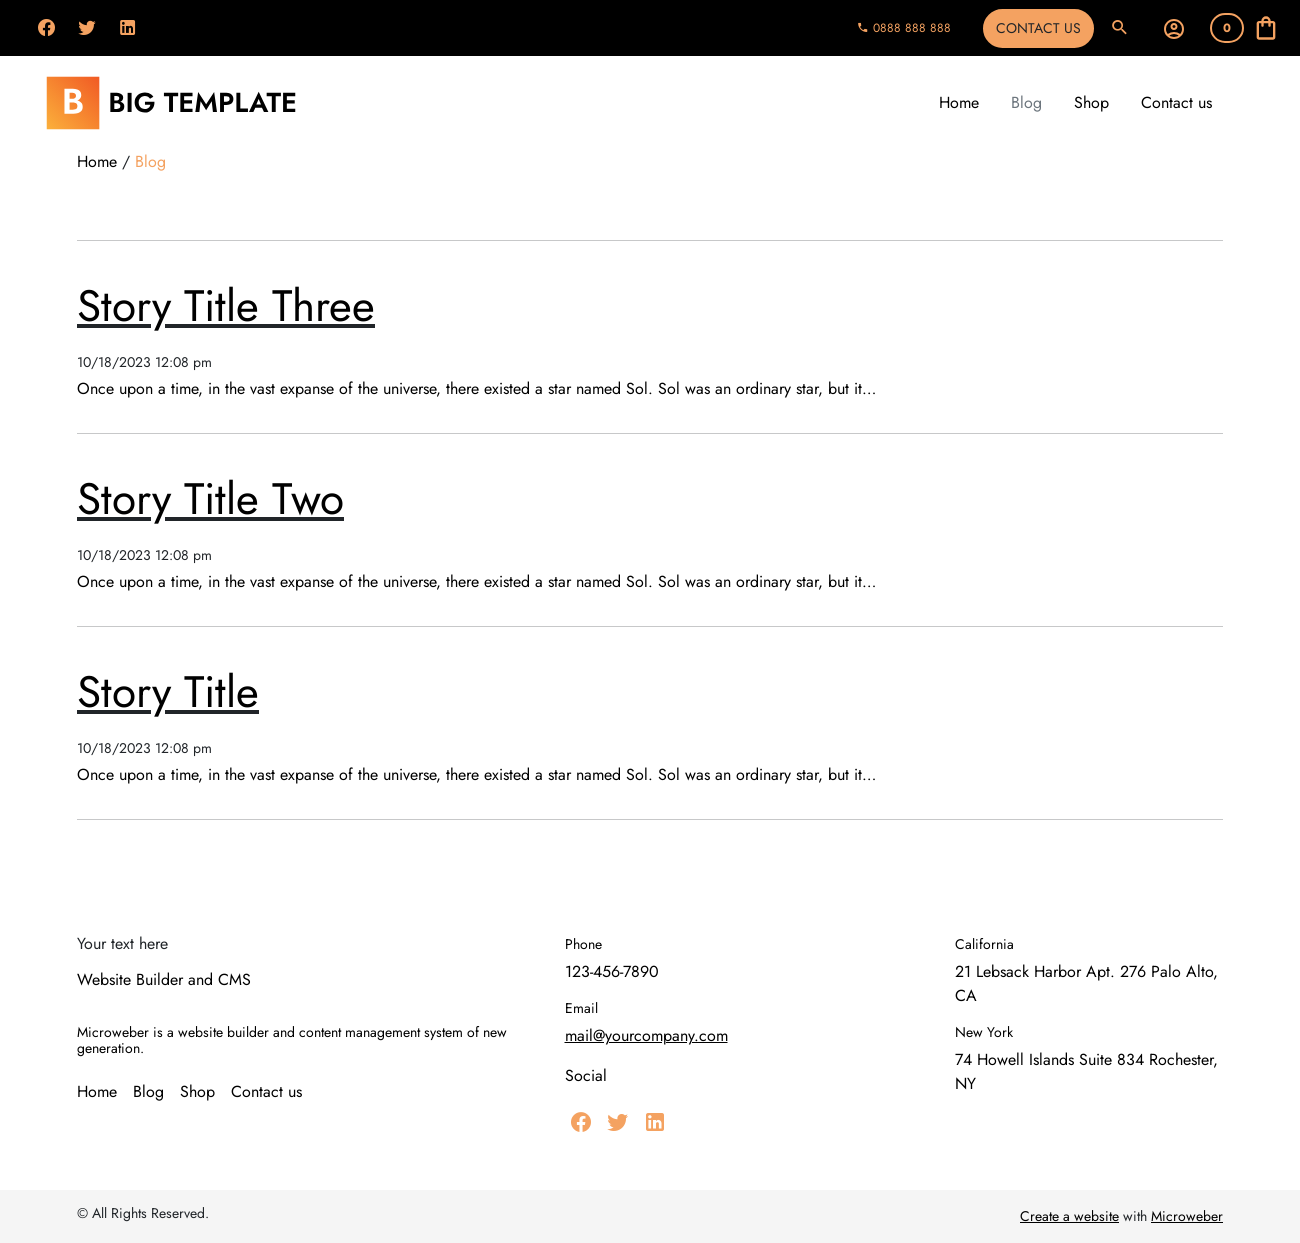 0888 888 888
CONTACT US
0
B BIG TEMPLATE
Home Blog Shop Contact us
Home / Blog
Story Title Three
10/18/2023 12:08 pm
Once upon a time, in the vast expanse of the universe, there existed a star named Sol. Sol was an ordinary star, but it...
Story Title Two
10/18/2023 12:08 pm
Once upon a time, in the vast expanse of the universe, there existed a star named Sol. Sol was an ordinary star, but it...
Story Title
10/18/2023 12:08 pm
Once upon a time, in the vast expanse of the universe, there existed a star named Sol. Sol was an ordinary star, but it...
Your text here
Website Builder and CMS
Microweber is a website builder and content management system of new
generation.
Home Blog Shop Contact us
Phone
123-456-7890
Email
mail@yourcompany.com
Social
California
21 Lebsack Harbor Apt. 276 Palo Alto,
CA
New York
74 Howell Islands Suite 834 Rochester,
NY
© All Rights Reserved.
Create a website with Microweber